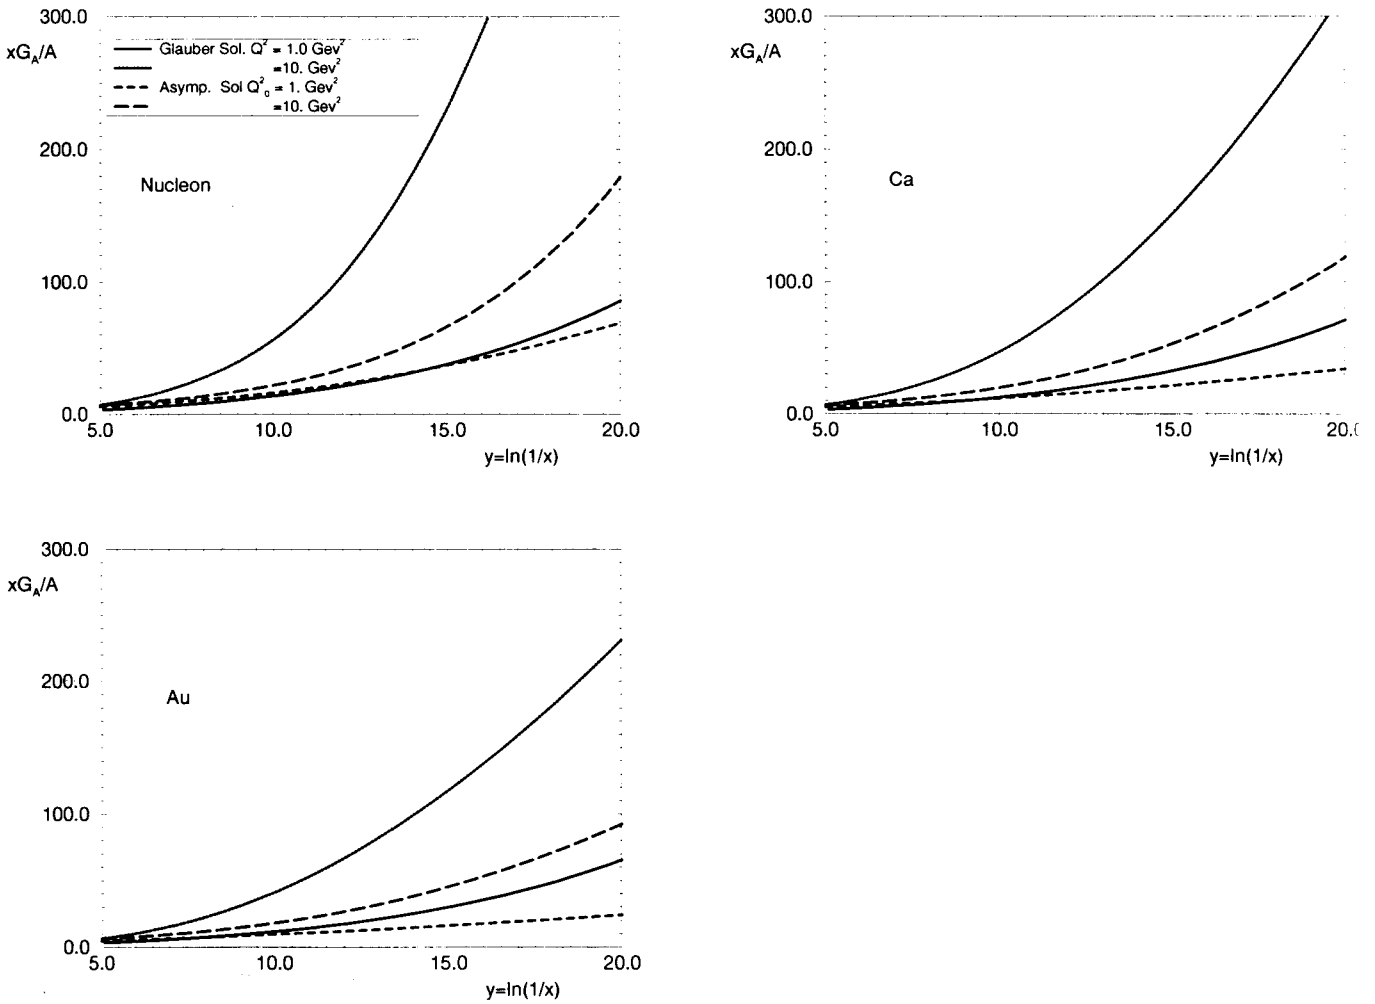 300.0
xG_A/A
Glauber Sol. Q² = 1.0 Gev²
=10. Gev²
Asymp. Sol Q²₀ = 1. Gev²
=10. Gev²
200.0
Nucleon
100.0
0.0
5.0 10.0 15.0 20.0
y=ln(1/x)
300.0
xG_A/A
200.0
Ca
100.0
0.0
5.0 10.0 15.0 20.0
y=ln(1/x)
300.0
xG_A/A
200.0
Au
100.0
0.0
5.0 10.0 15.0 20.0
y=ln(1/x)